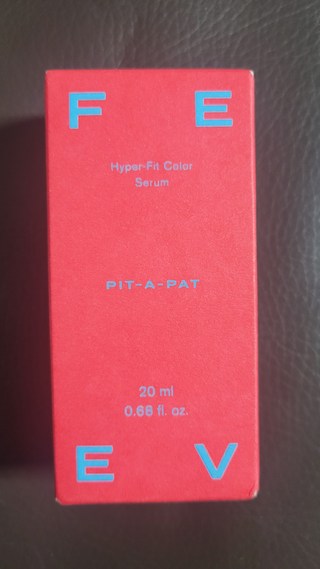 F E
Hyper-Fit Color
Serum
PIT-A-PAT
20 ml
0.68 fl. oz.
E V